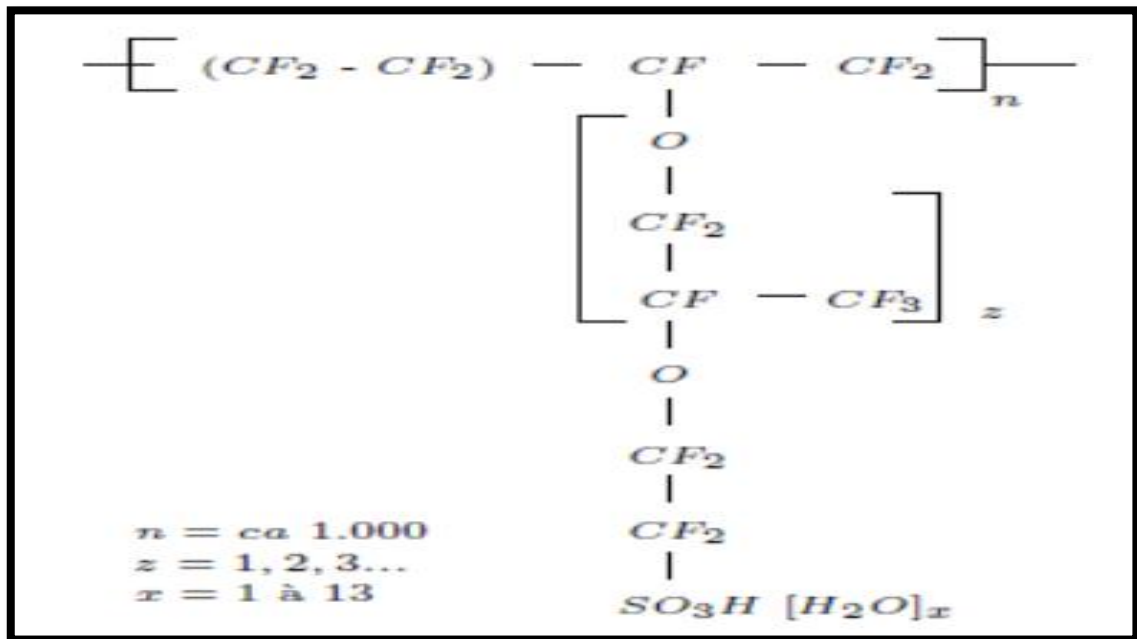 (CF₂ - CF₂) — CF — CF₂
n
O
CF₂
CF — CF₃
z
O
CF₂
n = ca 1.000
CF₂
z = 1, 2, 3...
x = 1 à 13
SO₃H [H₂O]ₓ